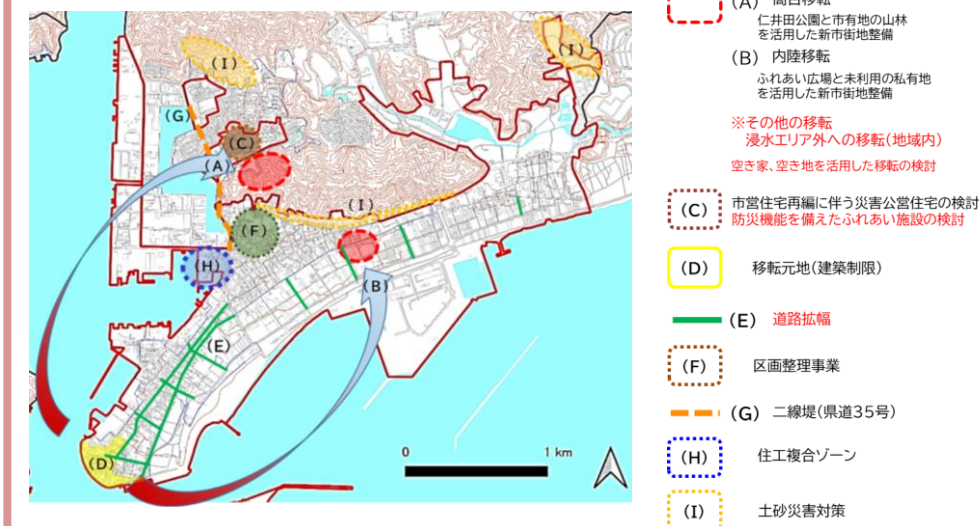 (A) 高台移転
仁井田公園と市有地の山林
を活用した新市街地整備
(B) 内陸移転
ふれあい広場と未利用の私有地
を活用した新市街地整備
※その他の移転
浸水エリア外への移転(地域内)
空き家、空き地を活用した移転の検討
(C) 市営住宅再編に伴う災害公営住宅の検討
防災機能を備えたふれあい施設の検討
(D) 移転元地(建築制限)
(E) 道路拡幅
(F) 区画整理事業
(G) 二線堤(県道35号)
(H) 住工複合ゾーン
(I) 土砂災害対策
(I)
(I)
(G)
(C)
(A)
(I)
(F)
(H)
(B)
(E)
(D)
0 1 km